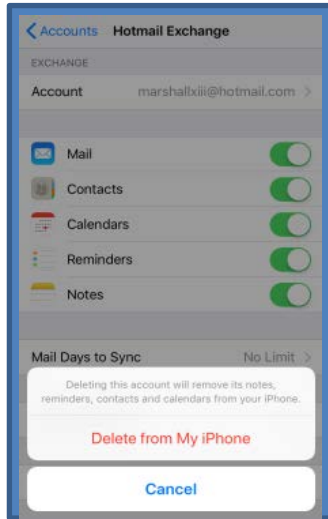 Accounts Hotmail Exchange
EXCHANGE
Account marshallxiii@hotmail.com
Mail
Contacts
Calendars
Reminders
Notes
Mail Days to Sync No Limit
Deleting this account will remove its notes,
reminders, contacts and calendars from your iPhone.
Delete from My iPhone
Cancel